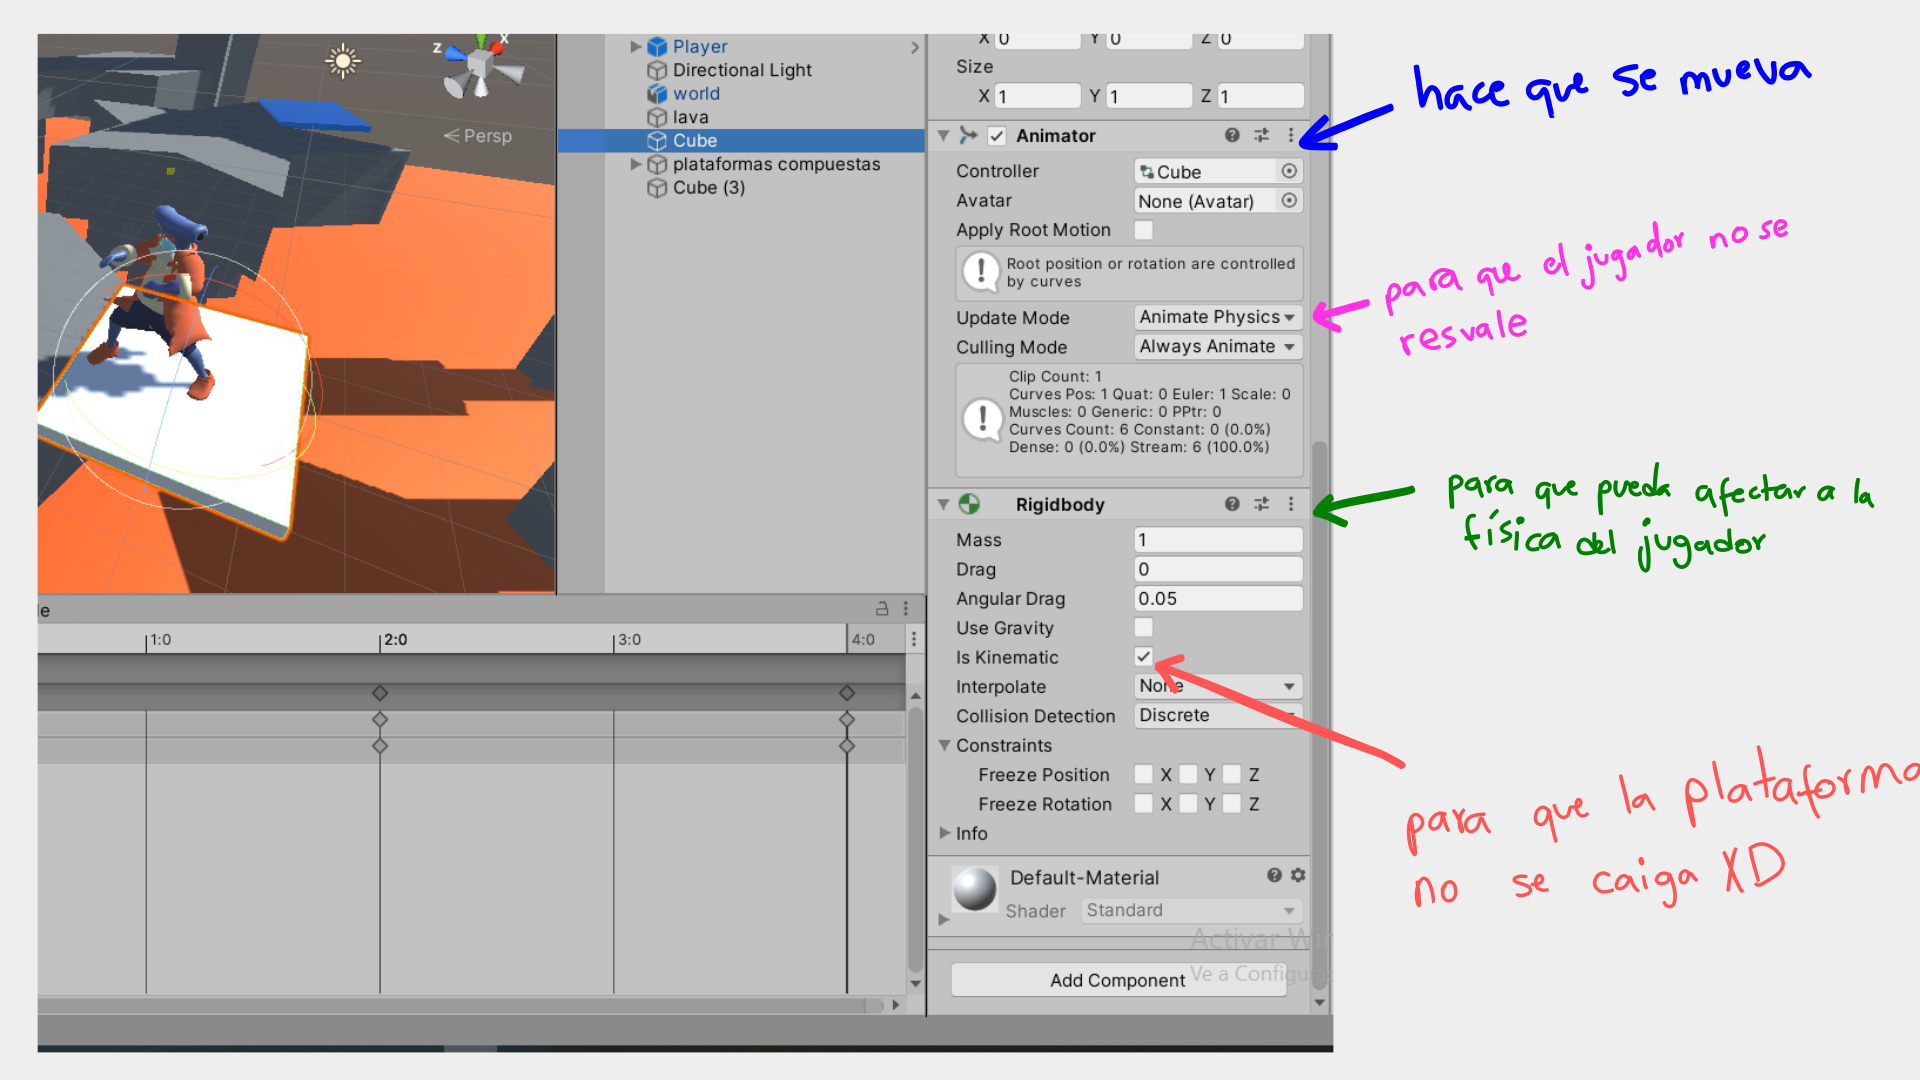 Z
X
Persp
Player
Directional Light
world
lava
Cube
plataformas compuestas
Cube (3)
X 0 Y 0 Z 0
Size
X 1 Y 1 Z 1
Animator
Controller Cube
Avatar None (Avatar)
Apply Root Motion
Root position or rotation are controlled
by curves
Update Mode Animate Physics
Culling Mode Always Animate
Clip Count: 1
Curves Pos: 1 Quat: 0 Euler: 1 Scale: 0
Muscles: 0 Generic: 0 PPtr: 0
Curves Count: 6 Constant: 0 (0.0%)
Dense: 0 (0.0%) Stream: 6 (100.0%)
Rigidbody
Mass 1
Drag 0
Angular Drag 0.05
Use Gravity
Is Kinematic
Interpolate None
Collision Detection Discrete
Constraints
Freeze Position X Y Z
Freeze Rotation X Y Z
Info
Default-Material
Shader Standard
Activar Wi
Ve a Configura
Add Component
le
1:0 2:0 3:0 4:0
hace que se mueva
para que el jugador no se
resvale
para que pueda afectar a la
física del jugador
para que la plataforma
no se caiga XD